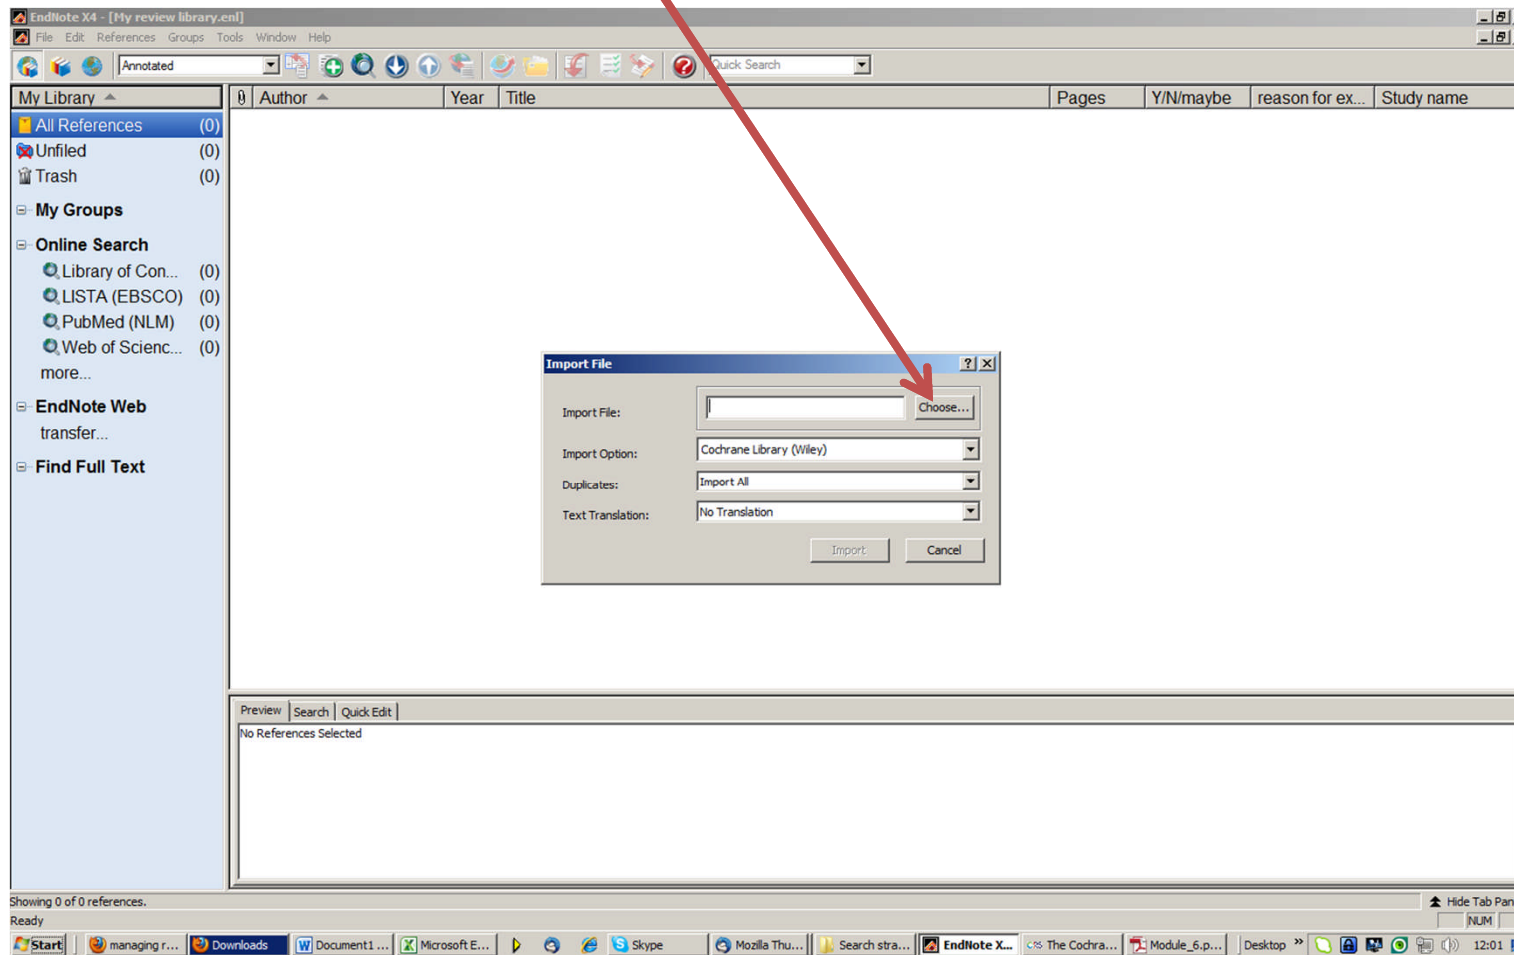 EndNote X4 - [My review library.enl]
File Edit References Groups Tools Window Help
Annotated
Quick Search
My Library
Author Year Title Pages Y/N/maybe reason for ex... Study name
All References (0)
Unfiled (0)
Trash (0)
My Groups
Online Search
Library of Con... (0)
LISTA (EBSCO) (0)
PubMed (NLM) (0)
Web of Scienc... (0)
more...
EndNote Web
transfer...
Find Full Text
Import File
Import File: Choose...
Import Option: Cochrane Library (Wiley)
Duplicates: Import All
Text Translation: No Translation
Import Cancel
Preview Search Quick Edit
No References Selected
Showing 0 of 0 references.
Hide Tab Pan
Ready
NUM
Start managing r... Downloads Document1 ... Microsoft E... Skype Mozilla Thu... Search stra... EndNote X... The Cochra... Module_6.p... Desktop » 12:01